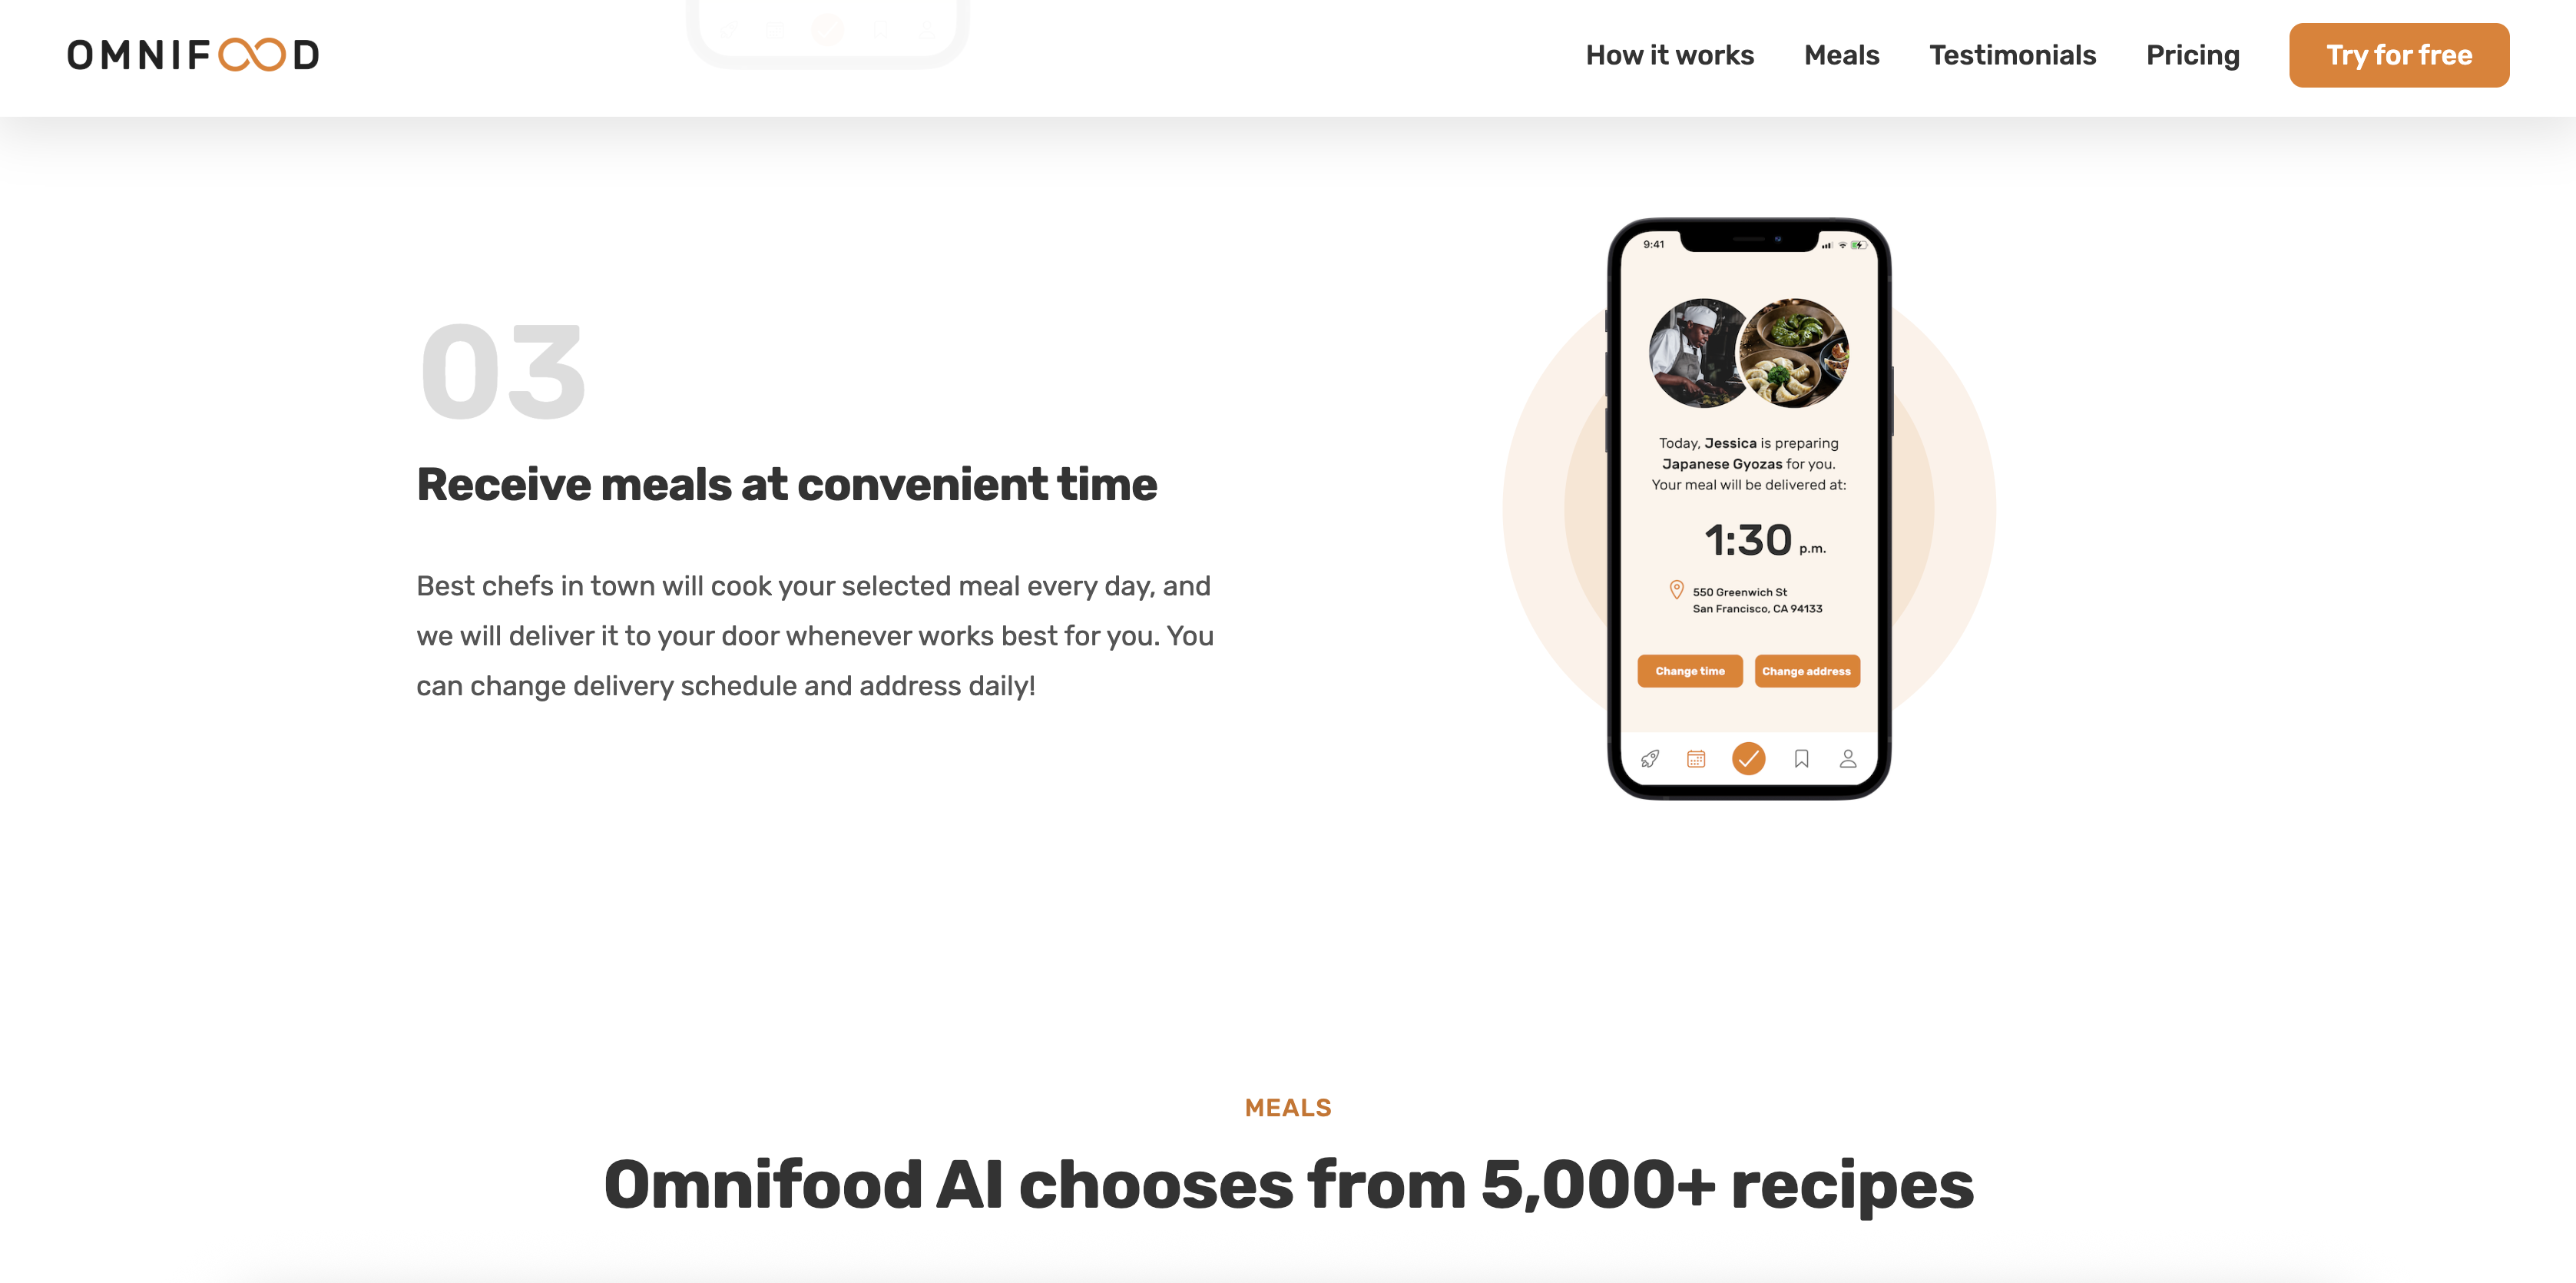 OMNIFOOD
How it works
Meals
Testimonials
Pricing
Try for free
03
Receive meals at convenient time
Best chefs in town will cook your selected meal every day, and
we will deliver it to your door whenever works best for you. You
can change delivery schedule and address daily!
9:41
Today, Jessica is preparing
Japanese Gyozas for you.
Your meal will be delivered at:
1:30 p.m.
550 Greenwich St
San Francisco, CA 94133
Change time
Change address
MEALS
Omnifood AI chooses from 5,000+ recipes